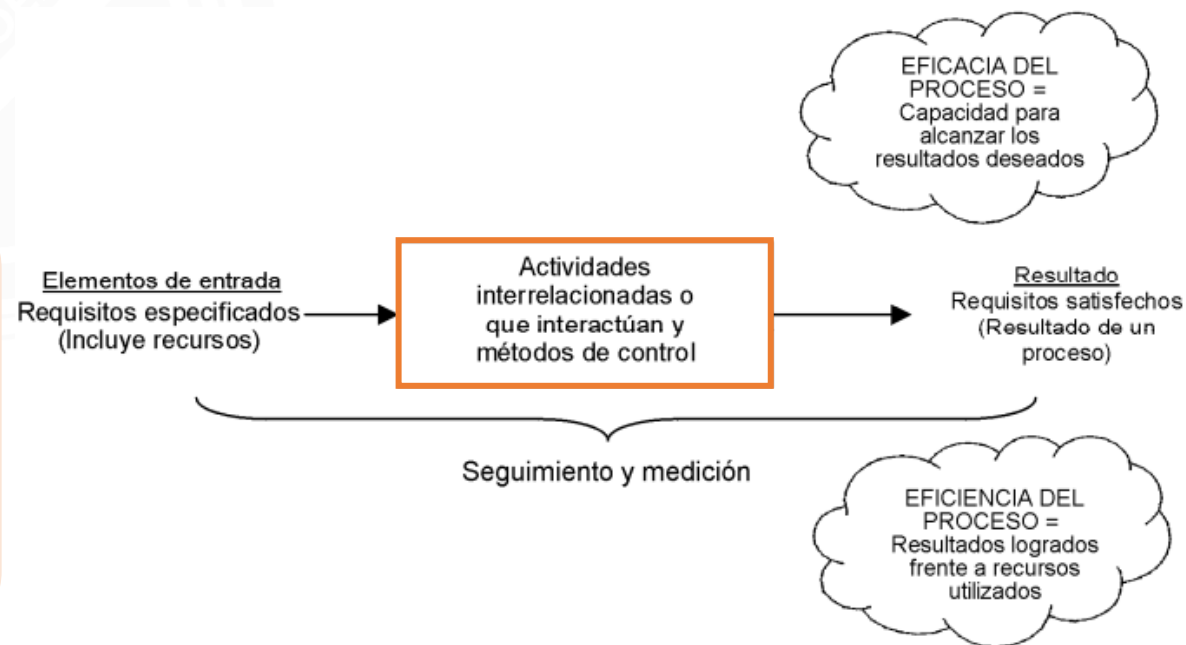 EFICACIA DEL
PROCESO =
Capacidad para
alcanzar los
resultados deseados
Elementos de entrada
Requisitos especificados
(Incluye recursos)
Actividades
interrelacionadas o
que interactúan y
métodos de control
Resultado
Requisitos satisfechos
(Resultado de un
proceso)
Seguimiento y medición
EFICIENCIA DEL
PROCESO =
Resultados logrados
frente a recursos
utilizados